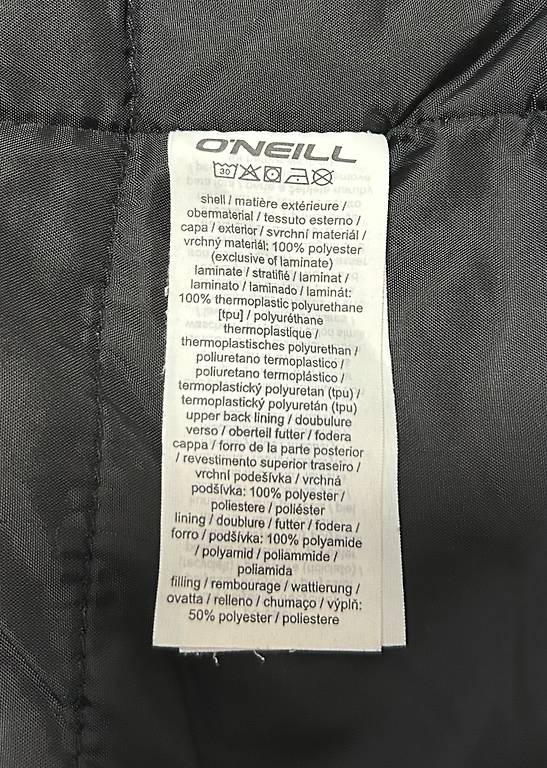 O'NEILL
30
shell / matière extérieure /
obermaterial / tessuto esterno /
capa / exterior / svrchní materiál /
vrchný materiál: 100% polyester
(exclusive of laminate)
laminate / stratifié / laminat /
laminato / laminado / laminát:
100% thermoplastic polyurethane
[tpu] / polyuréthane
thermoplastique /
thermoplastisches polyurethan /
poliuretano termoplastico /
poliuretano termoplástico /
termoplastický polyuretan (tpu) /
termoplastický polyuretán (tpu)
upper back lining / doubulure
verso / oberteil futter / fodera
cappa / forro de la parte posterior
/ revestimento superior traseiro /
vrchní podešívka / vrchná
podšívka: 100% polyester /
poliestere / poliéster
lining / doublure / futter / fodera /
forro / podšívka: 100% polyamide
/ polyamid / poliammide /
poliamida
filling / rembourage / wattierung /
ovatta / relleno / chumaço / výplň:
50% polyester / poliestere